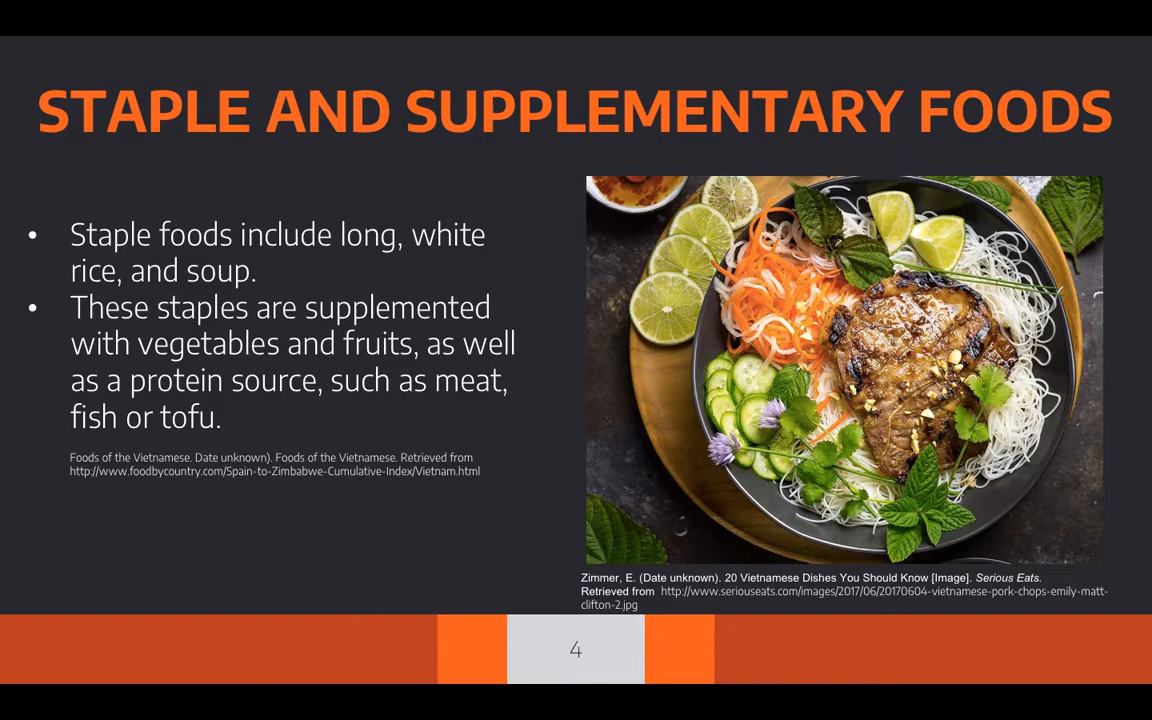 STAPLE AND SUPPLEMENTARY FOODS
• Staple foods include long, white
rice, and soup.
• These staples are supplemented
with vegetables and fruits, as well
as a protein source, such as meat,
fish or tofu.
Foods of the Vietnamese. Date unknown). Foods of the Vietnamese. Retrieved from
http://www.foodbycountry.com/Spain-to-Zimbabwe-Cumulative-Index/Vietnam.html
Zimmer, E. (Date unknown). 20 Vietnamese Dishes You Should Know [Image]. Serious Eats.
Retrieved from http://www.seriouseats.com/images/2017/06/20170604-vietnamese-pork-chops-emily-matt-
clifton-2.jpg
4